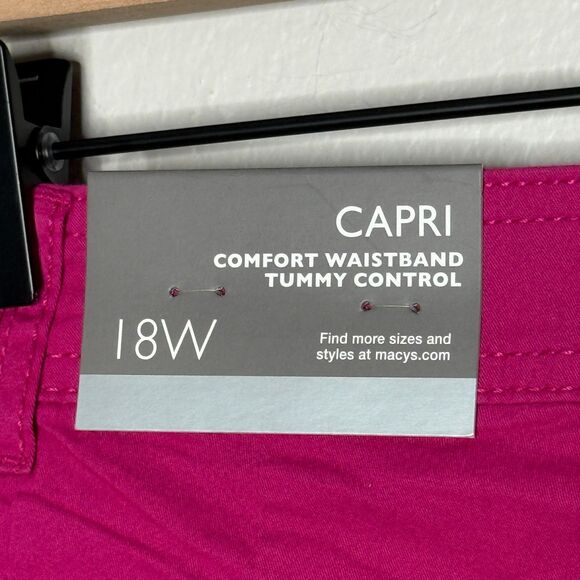 CAPRI
COMFORT WAISTBAND
TUMMY CONTROL
18W
Find more sizes and
styles at macys.com